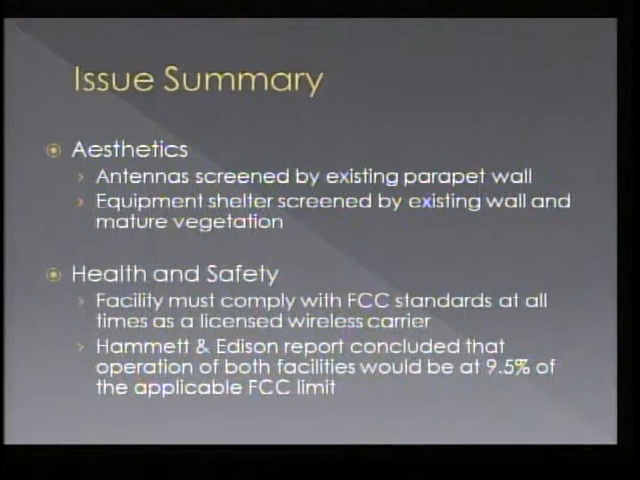 Issue Summary
Aesthetics
Antennas screened by existing parapet wall
Equipment shelter screened by existing wall and
mature vegetation
Health and Safety
Facility must comply with FCC standards at all
times as a licensed wireless carrier
Hammett & Edison report concluded that
operation of both facilities would be at 9.5% of
the applicable FCC limit